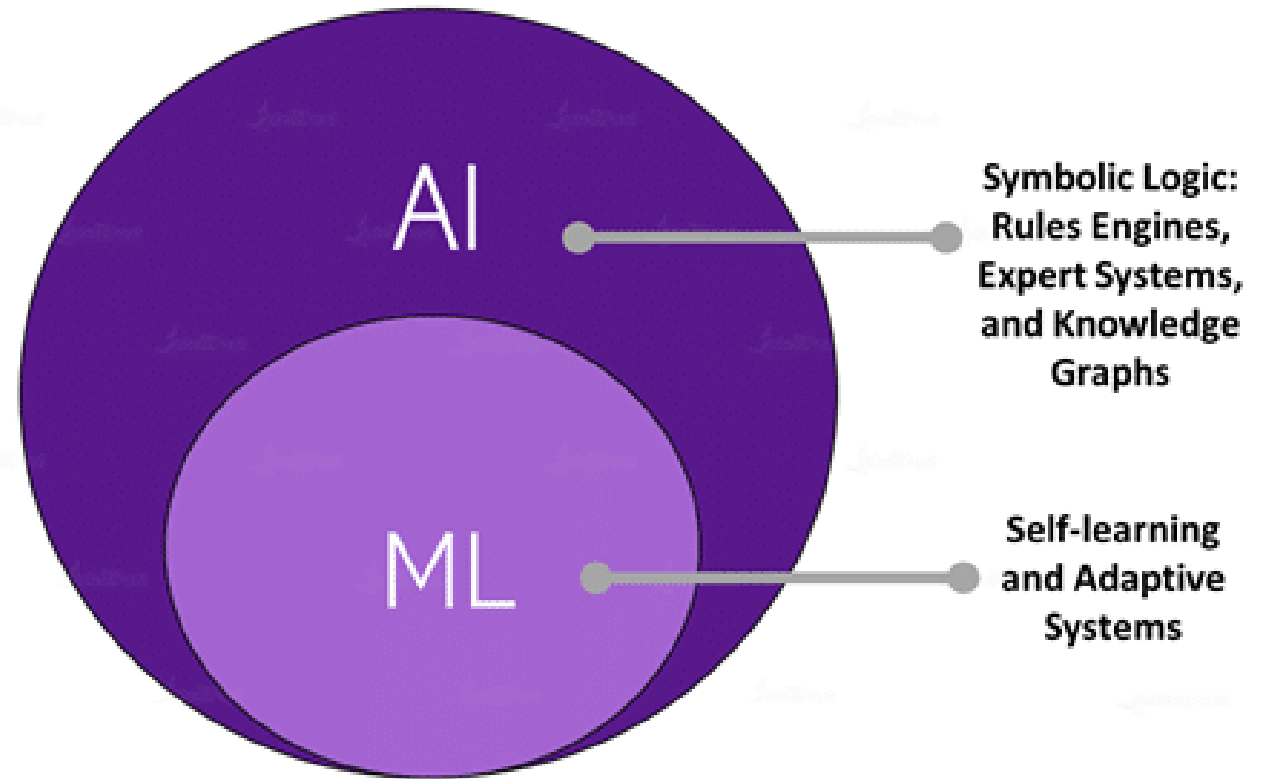 AI
Symbolic Logic:
Rules Engines,
Expert Systems,
and Knowledge
Graphs
ML
Self-learning
and Adaptive
Systems